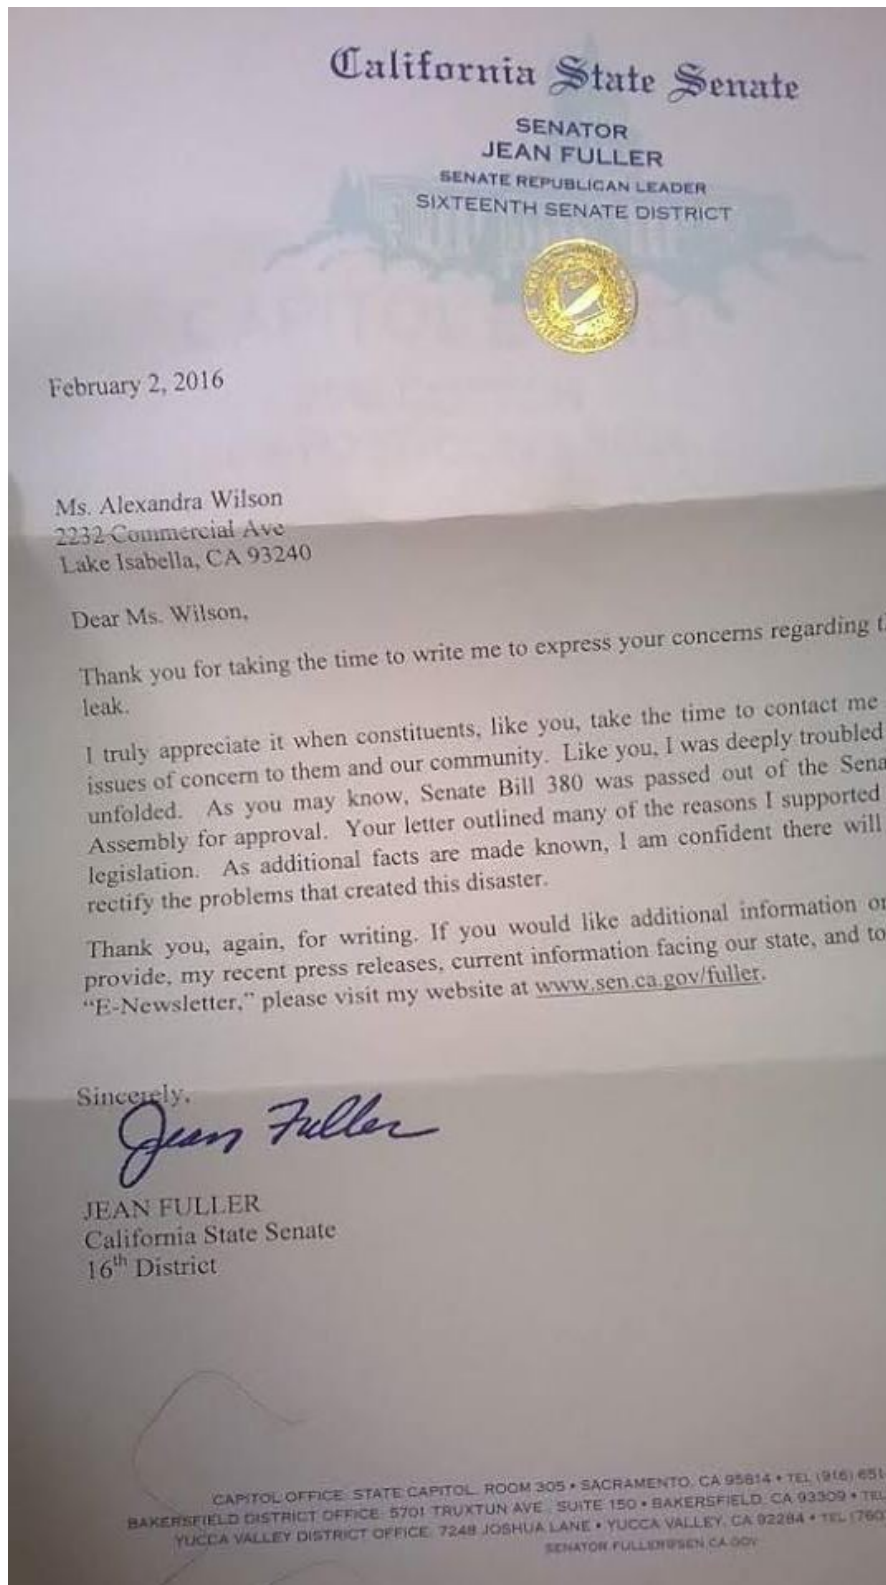 California State Senate
SENATOR
JEAN FULLER
SENATE REPUBLICAN LEADER
SIXTEENTH SENATE DISTRICT
February 2, 2016
Ms. Alexandra Wilson
2232 Commercial Ave
Lake Isabella, CA 93240
Dear Ms. Wilson,
Thank you for taking the time to write me to express your concerns regarding
leak.
I truly appreciate it when constituents, like you, take the time to contact me
issues of concern to them and our community. Like you, I was deeply troubled
unfolded. As you may know, Senate Bill 380 was passed out of the
Assembly for approval. Your letter outlined many of the reasons I supported
legislation. As additional facts are made known, I am confident there will
rectify the problems that created this disaster.
Thank you, again, for writing. If you would like additional information or
provide, my recent press releases, current information facing our state, and to
“E-Newsletter,” please visit my website at www.sen.ca.gov/fuller.
Sincerely,
Jean Fuller
JEAN FULLER
California State Senate
16th District
CAPITOL OFFICE: STATE CAPITOL, ROOM 305 • SACRAMENTO, CA 95814 • TEL (916) 651
BAKERSFIELD DISTRICT OFFICE: 5701 TRUXTUN AVE., SUITE 150 • BAKERSFIELD, CA 93309 • TEL
YUCCA VALLEY DISTRICT OFFICE: 7248 JOSHUA LANE • YUCCA VALLEY, CA 92284 • TEL (760)
SENATOR.FULLER@SEN.CA.GOV